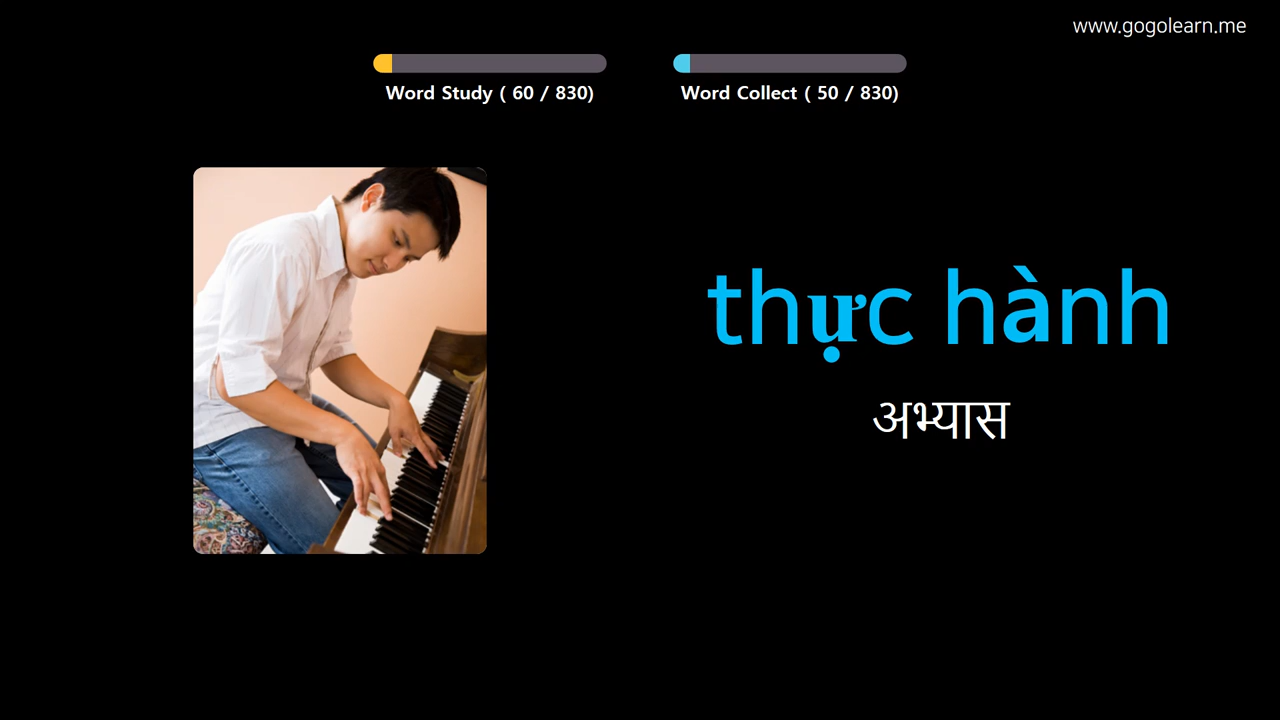 www.gogolearn.me
Word Study ( 60 / 830)
Word Collect ( 50 / 830)
thực hành
अभ्यास